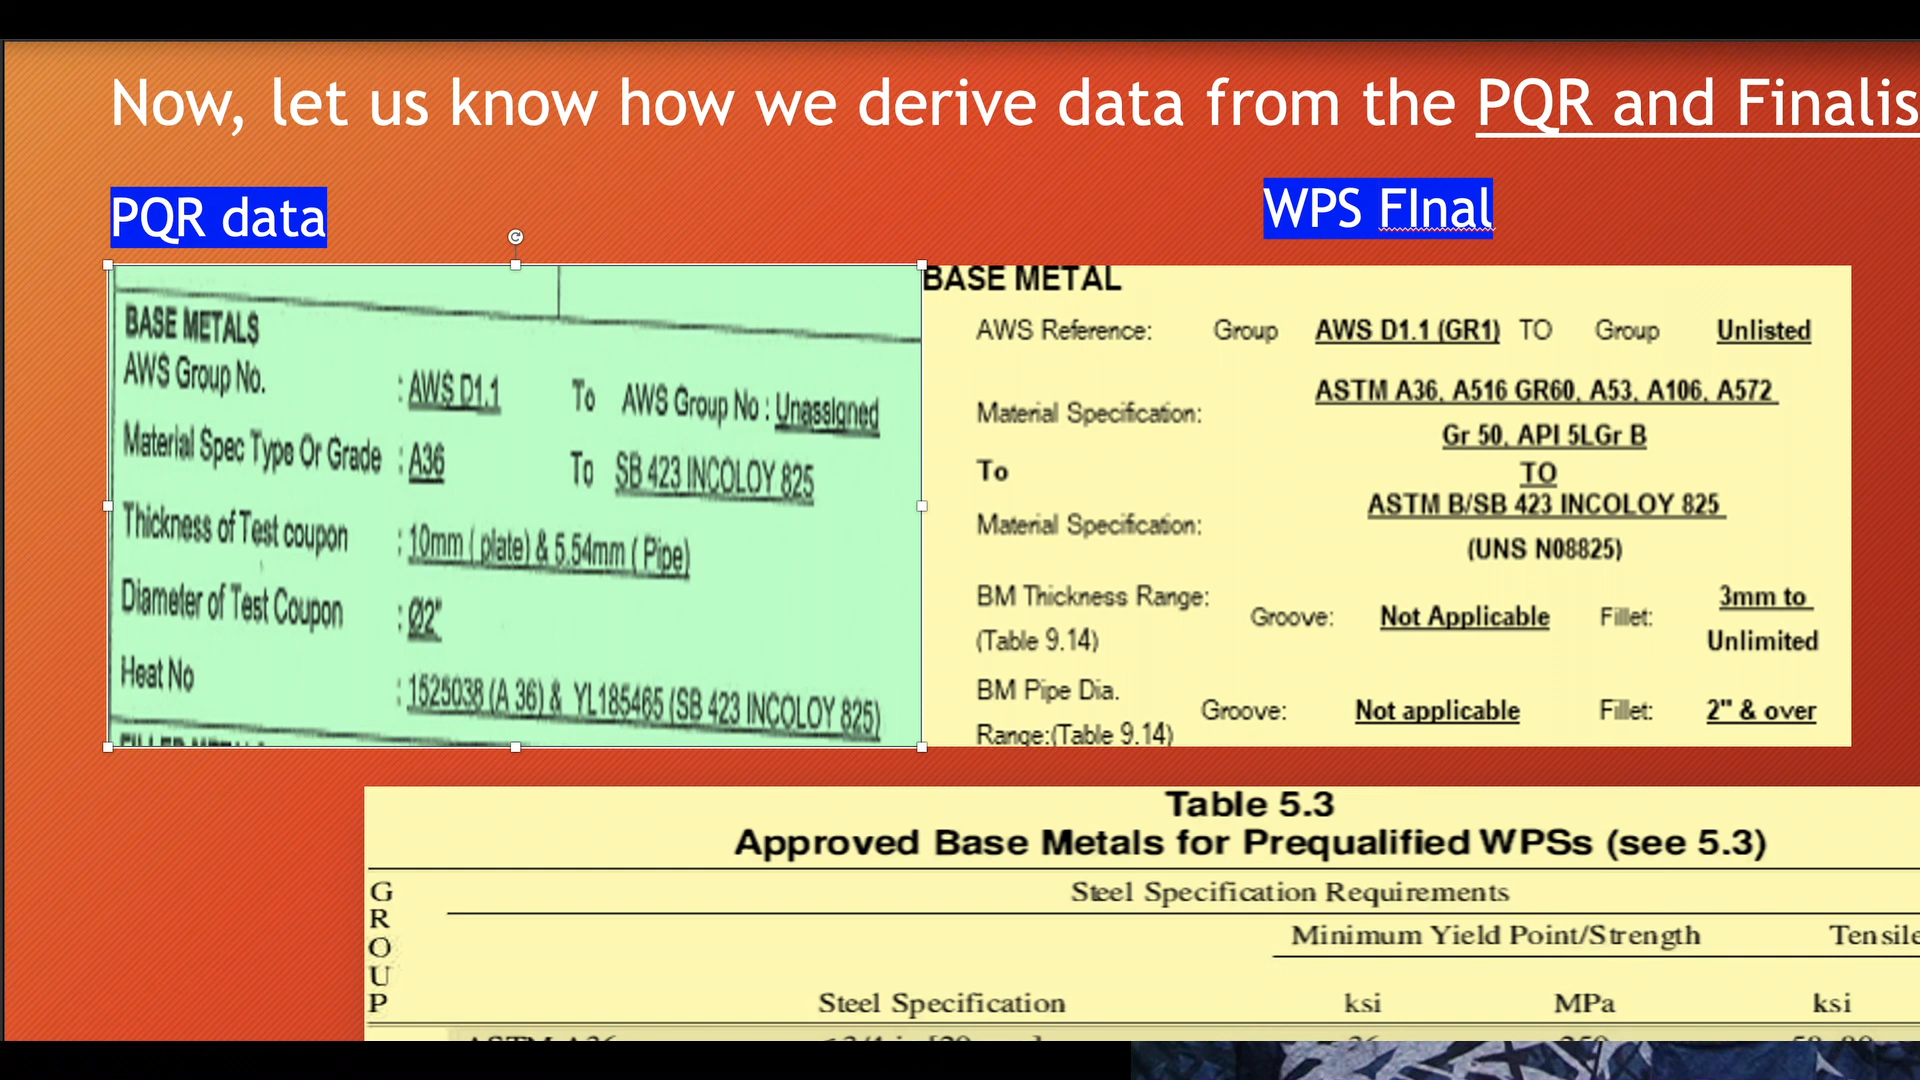 Now, let us know how we derive data from the PQR and Finalis
PQR data
WPS FInal
BASE METALS
AWS Group No. : AWS D1.1 To AWS Group No : Unassigned
Material Spec Type Or Grade : A36 To SB 423 INCOLOY 825
Thickness of Test coupon : 10mm ( plate) & 5.54mm ( Pipe)
Diameter of Test Coupon : Ø2"
Heat No : 1525038 (A 36) & YL185465 (SB 423 INCOLOY 825)
BASE METAL
AWS Reference: Group AWS D1.1 (GR1) TO Group Unlisted
Material Specification: ASTM A36, A516 GR60, A53, A106, A572
Gr 50, API 5LGr B
To TO
Material Specification: ASTM B/SB 423 INCOLOY 825
(UNS N08825)
BM Thickness Range: Groove: Not Applicable Fillet: 3mm to
(Table 9.14) Unlimited
BM Pipe Dia. Groove: Not applicable Fillet: 2" & over
Range:(Table 9.14)
Table 5.3
Approved Base Metals for Prequalified WPSs (see 5.3)
GROUP
Steel Specification Requirements
Minimum Yield Point/Strength Tensile
Steel Specification ksi MPa ksi
ASTM A36